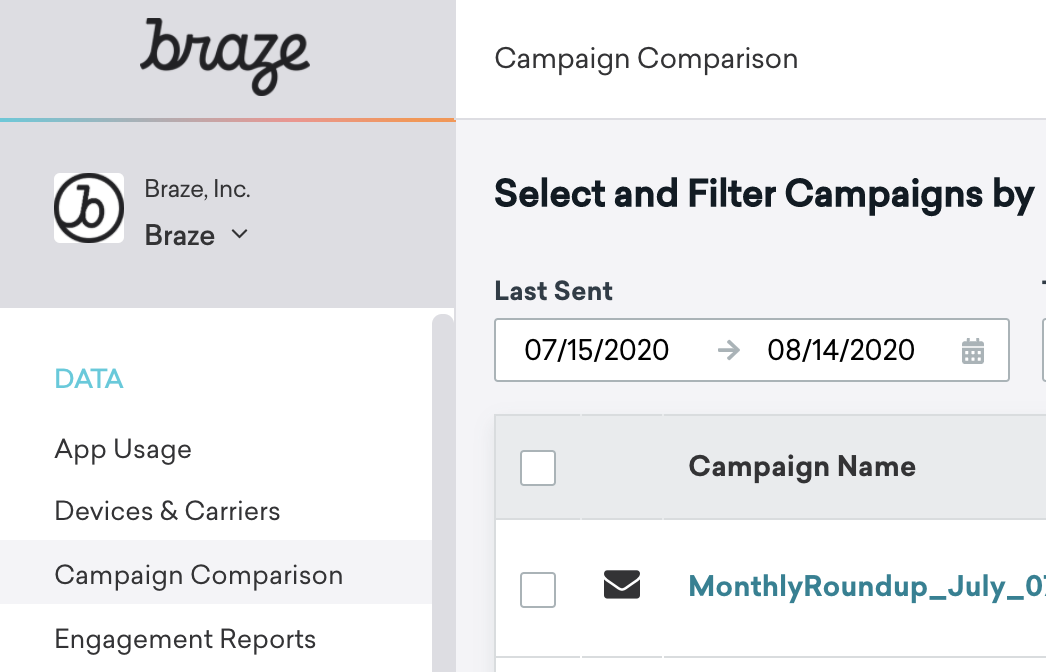 braze
Campaign Comparison
Braze, Inc.
Braze
Select and Filter Campaigns by
Last Sent
07/15/2020
08/14/2020
DATA
App Usage
Devices & Carriers
Campaign Comparison
Engagement Reports
Campaign Name
MonthlyRoundup_July_0